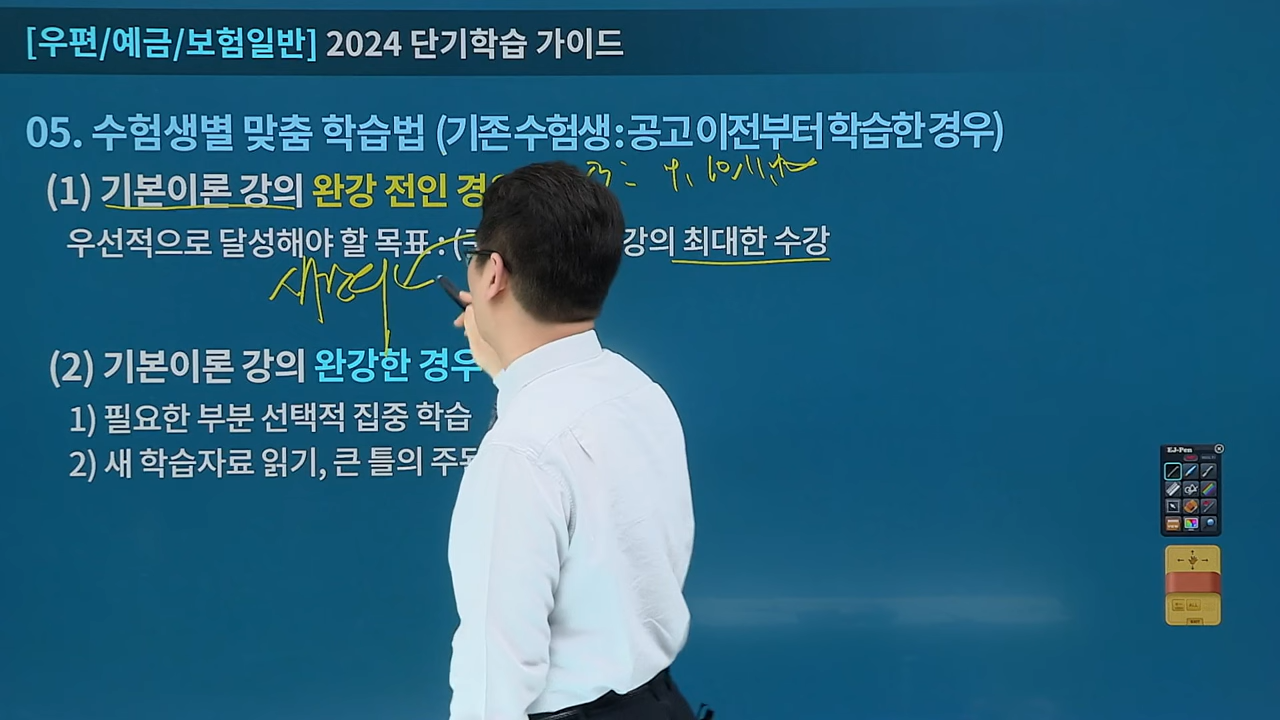 [우편/예금/보험일반] 2024 단기학습 가이드
05. 수험생별 맞춤 학습법 (기존수험생:공고 이전부터 학습한 경우)
(1) 기본이론 강의 완강 전인
우선적으로 달성해야 할 목표 : 강의 최대한 수강
(2) 기본이론 강의 완강한 경우
1) 필요한 부분 선택적 집중 학습
2) 새 학습자료 읽기, 큰 틀의
EJ-Pen